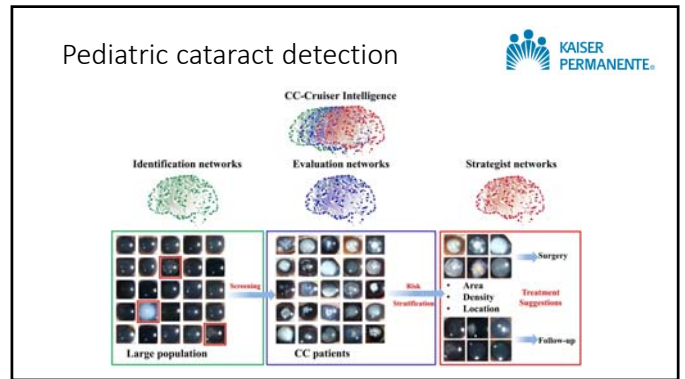 Pediatric cataract detection
KAISER
PERMANENTE®
CC-Cruiser Intelligence
Identification networks
Evaluation networks
Strategist networks
Screening
Risk
Stratification
Surgery
• Area
• Density
• Location
Treatment
Suggestions
Follow-up
Large population
CC patients